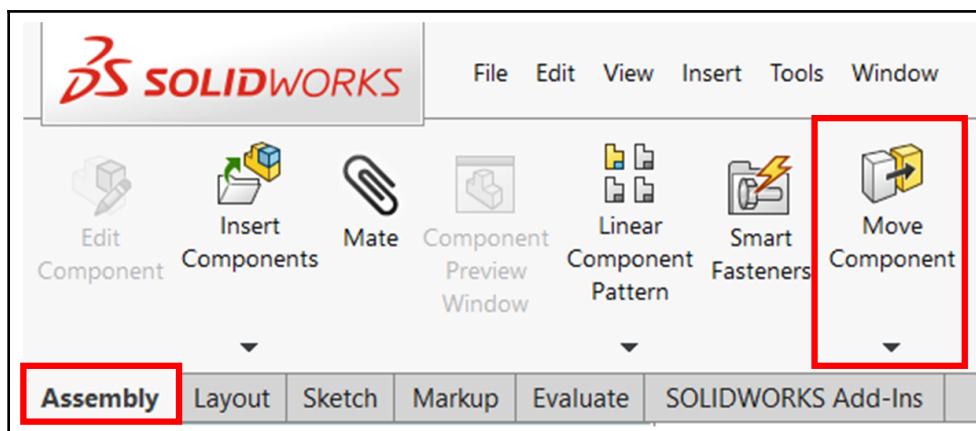 SOLIDWORKS
File Edit View Insert Tools Window
Edit
Component
Insert
Components
Mate
Component
Preview
Window
Linear
Component
Pattern
Smart
Fasteners
Move
Component
Assembly Layout Sketch Markup Evaluate SOLIDWORKS Add-Ins